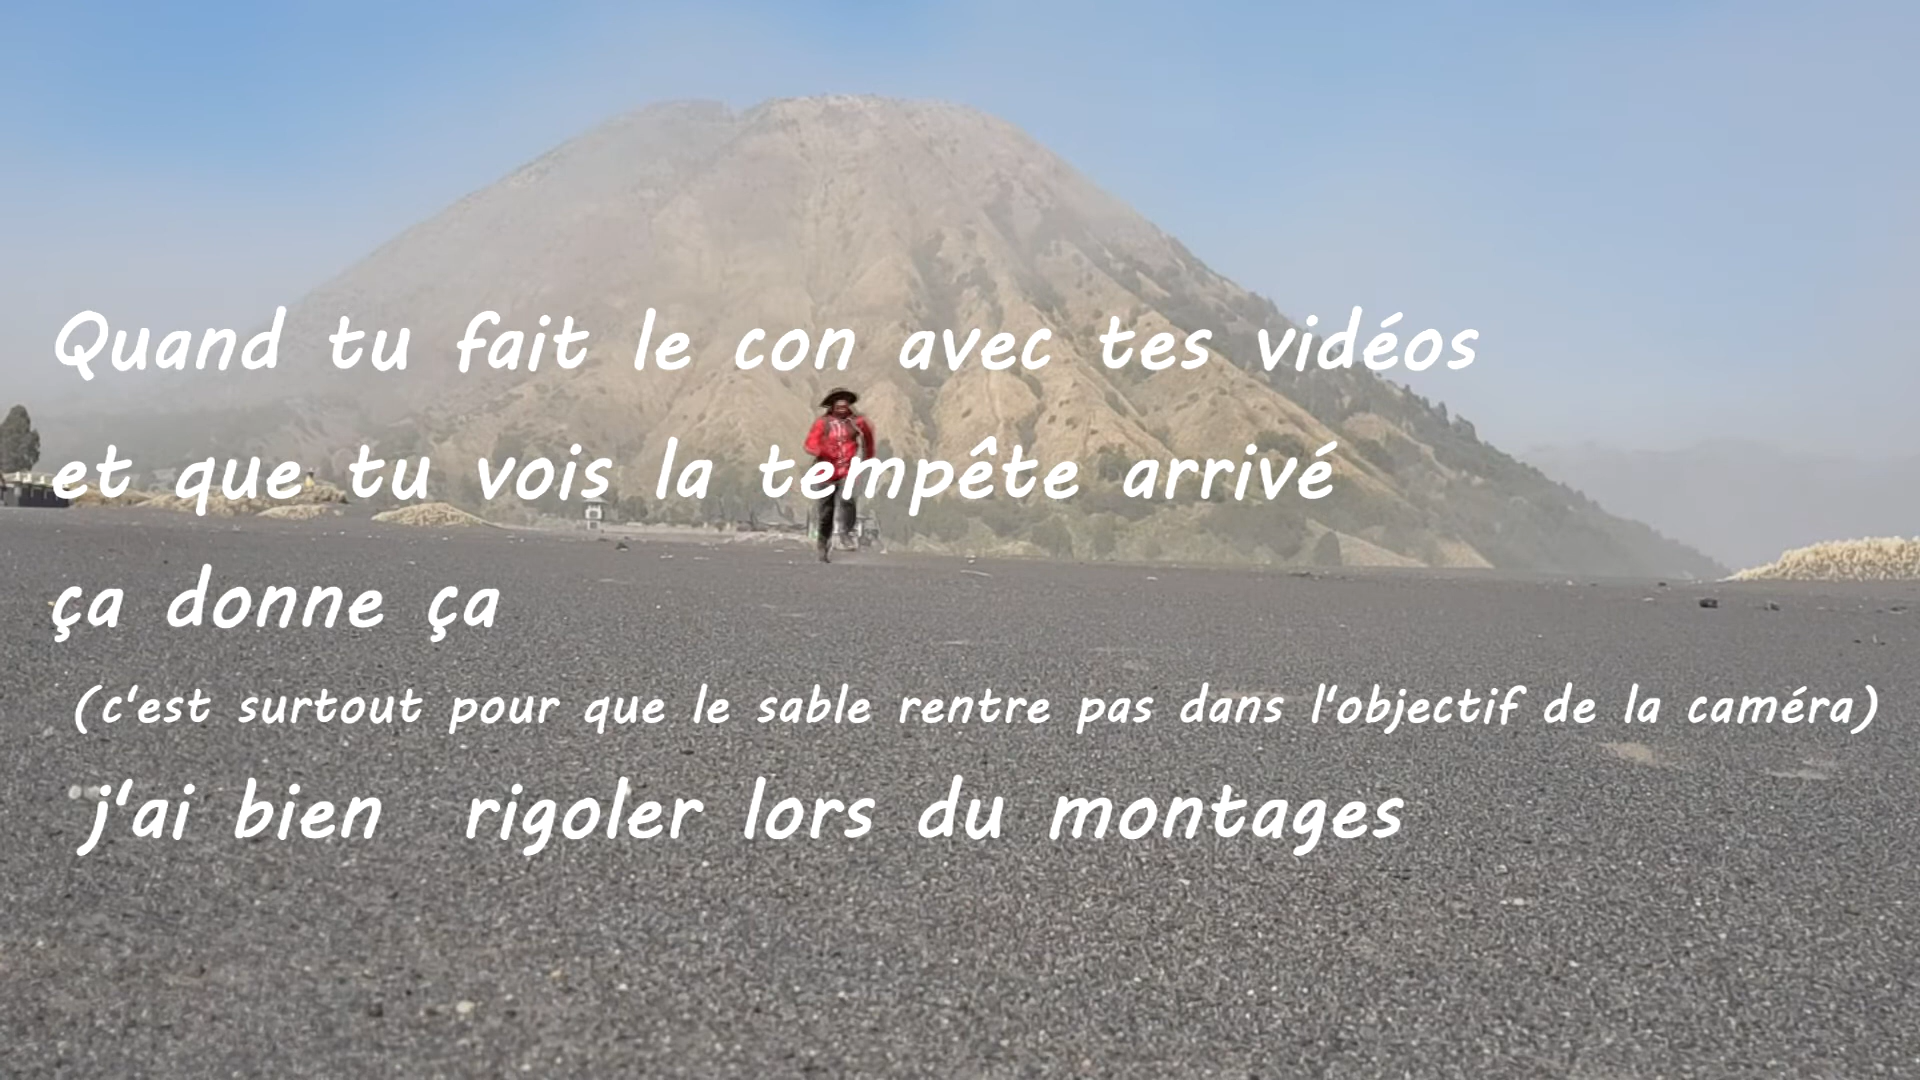 Quand tu fait le con avec tes vidéos
et que tu vois la tempête arrivé
ça donne ça
(c'est surtout pour que le sable rentre pas dans l'objectif de la caméra)
j'ai bien rigoler lors du montages